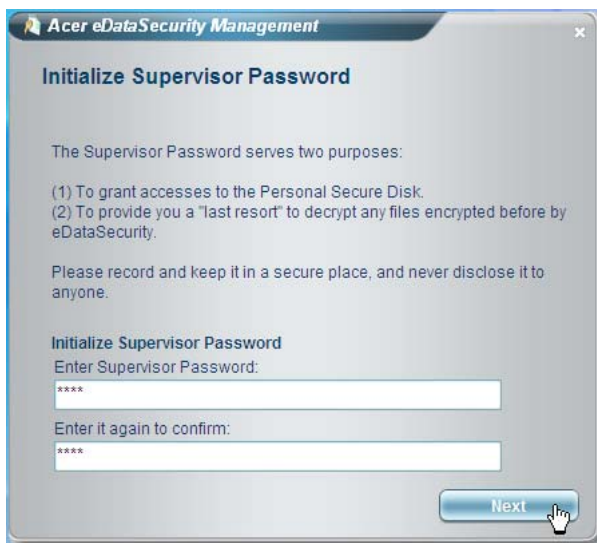 Acer eDataSecurity Management
Initialize Supervisor Password
The Supervisor Password serves two purposes:
(1) To grant accesses to the Personal Secure Disk.
(2) To provide you a "last resort" to decrypt any files encrypted before by
eDataSecurity.
Please record and keep it in a secure place, and never disclose it to
anyone.
Initialize Supervisor Password
Enter Supervisor Password:
****
Enter it again to confirm:
****
Next